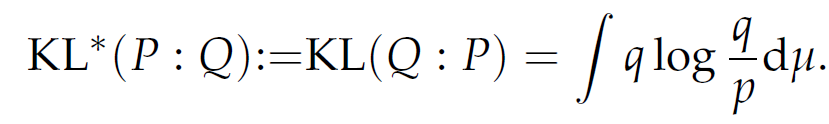 KL*(P : Q):=KL(Q : P) = ∫ q log q/p dμ.